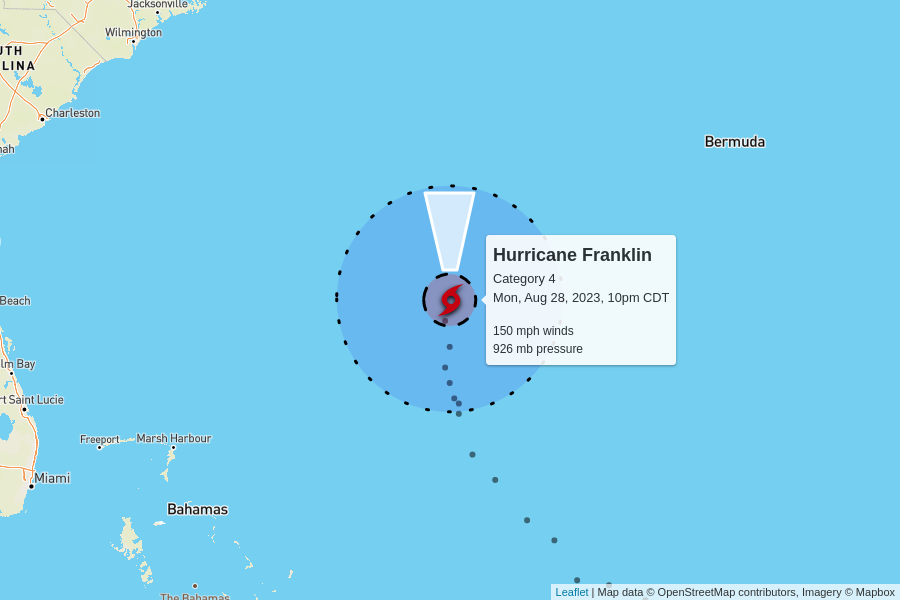 Jacksonville
Wilmington
UTH
LINA
Charleston
nah
Bermuda
Hurricane Franklin
Category 4
Mon, Aug 28, 2023, 10pm CDT
150 mph winds
926 mb pressure
Beach
lm Bay
rt Saint Lucie
Freeport
Marsh Harbour
Miami
Bahamas
The Bahamas
Leaflet | Map data © OpenStreetMap contributors, Imagery © Mapbox